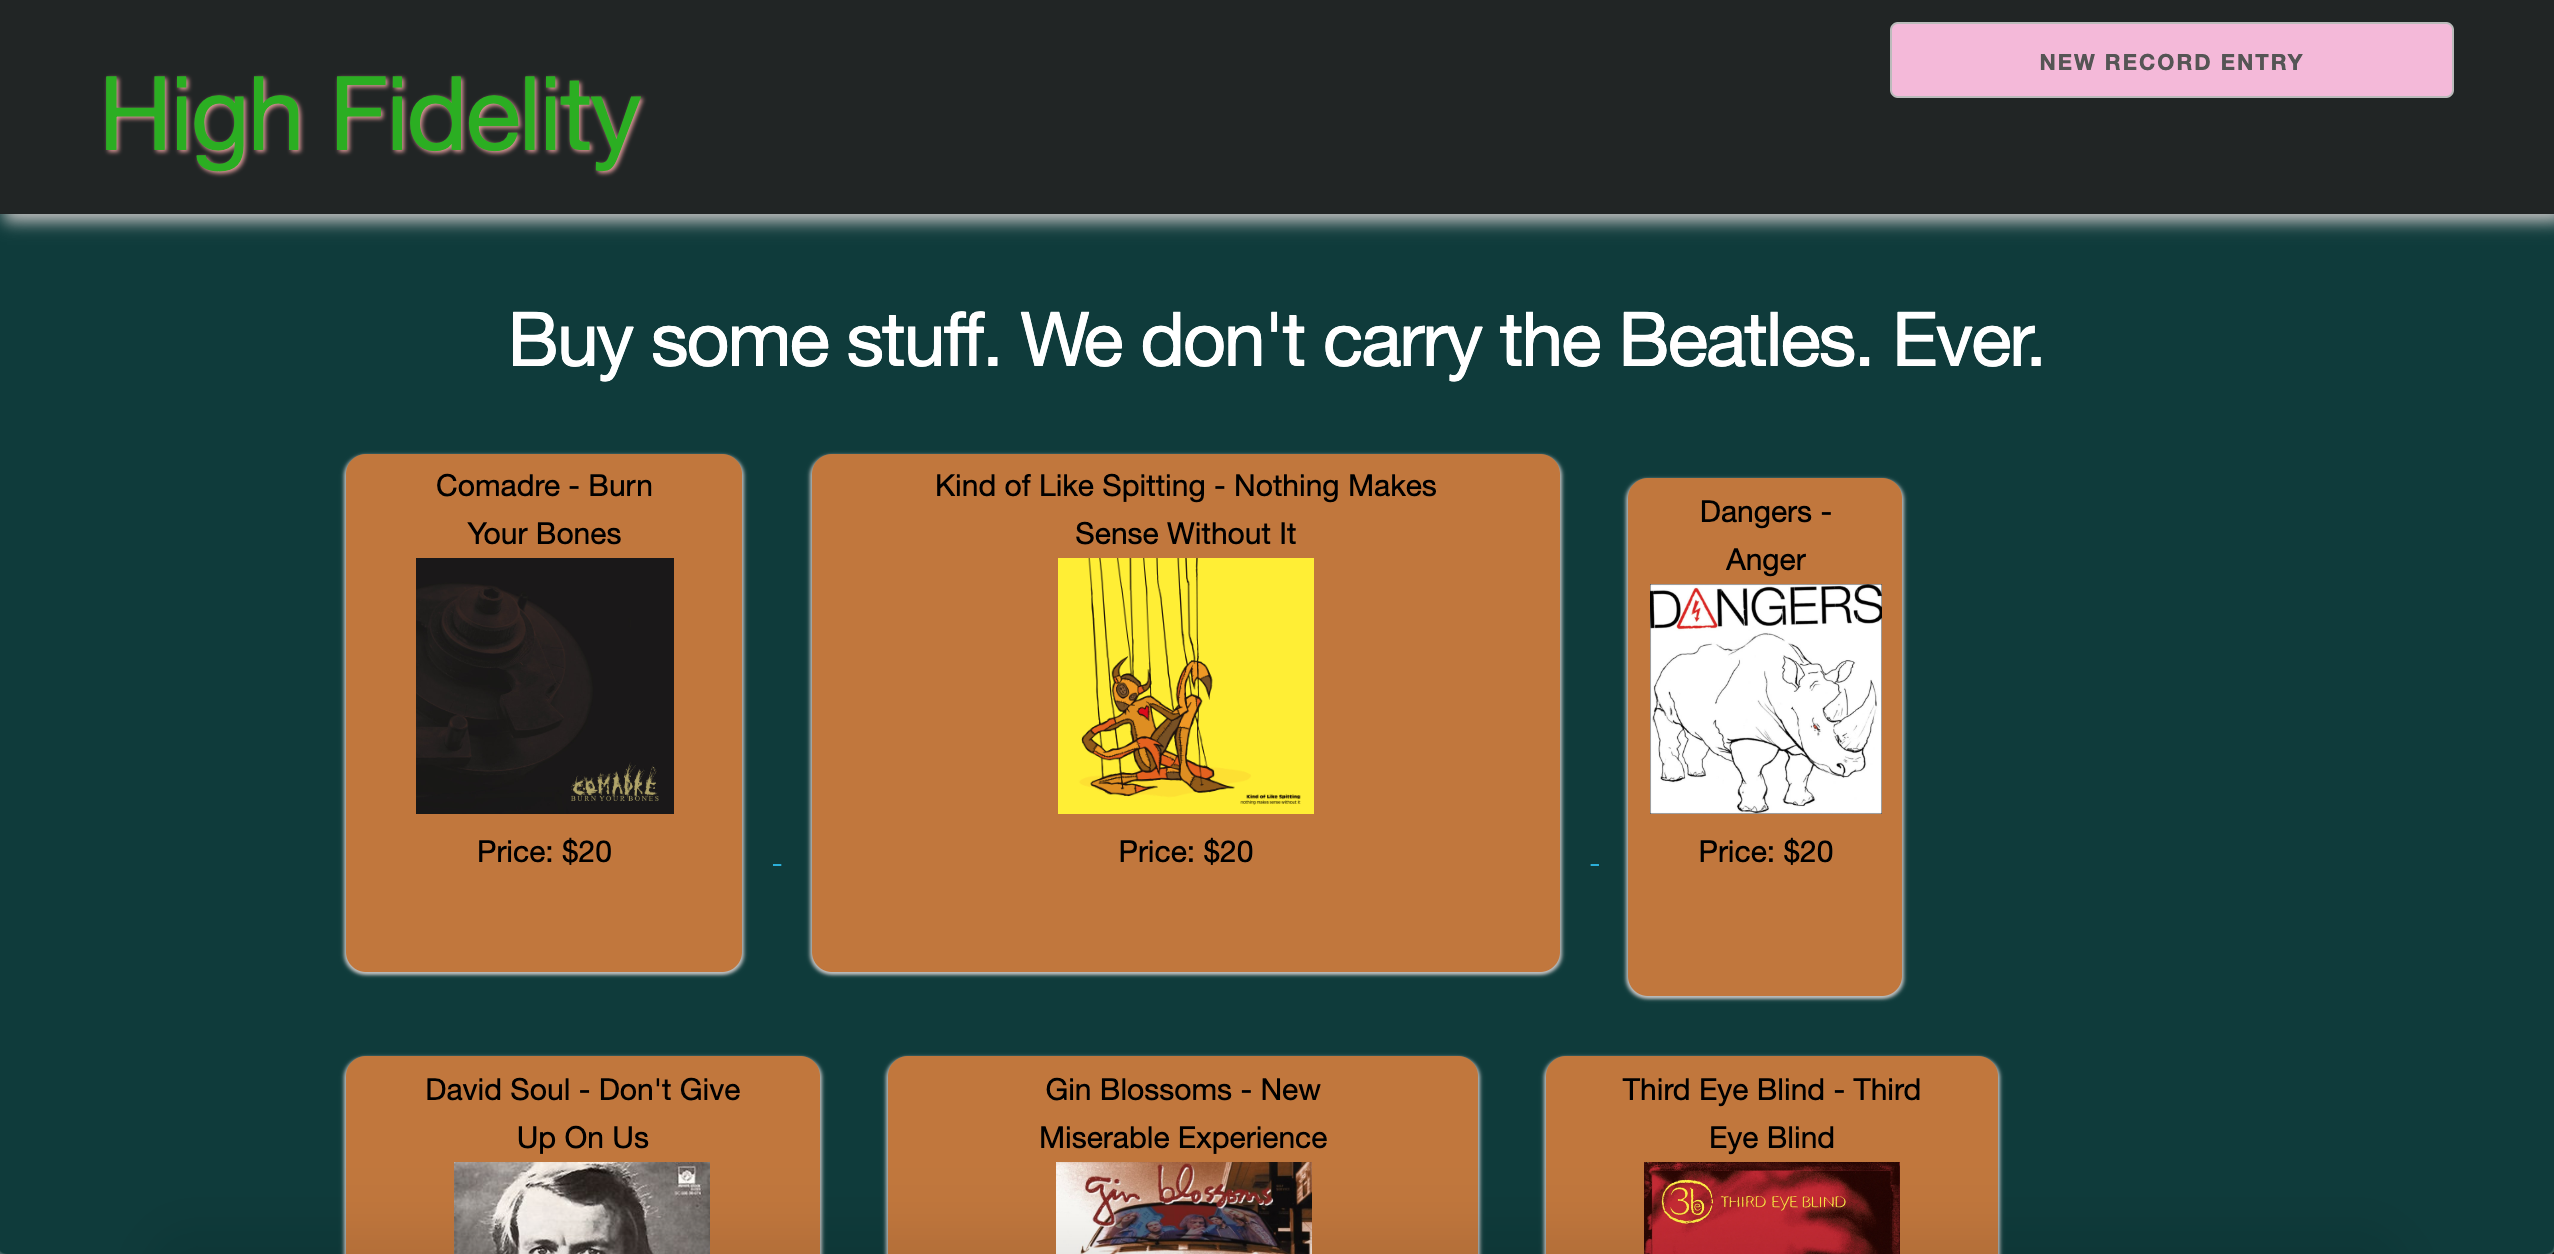 High Fidelity
NEW RECORD ENTRY
Buy some stuff. We don't carry the Beatles. Ever.
Comadre - Burn
Your Bones
COMADRE
BURN YOUR BONES
Price: $20
Kind of Like Spitting - Nothing Makes
Sense Without It
Kind of Like Spitting
nothing makes sense without it
Price: $20
Dangers -
Anger
DANGERS
Price: $20
David Soul - Don't Give
Up On Us
Gin Blossoms - New
Miserable Experience
gin blossoms
Third Eye Blind - Third
Eye Blind
3eb THIRD EYE BLIND